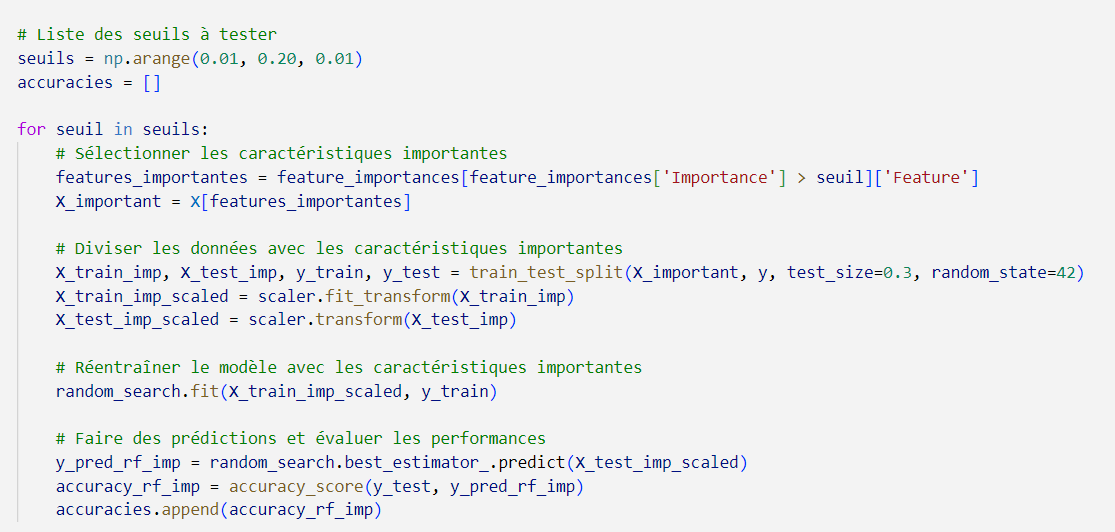 # Liste des seuils à tester
seuils = np.arange(0.01, 0.20, 0.01)
accuracies = []
for seuil in seuils:
# Sélectionner les caractéristiques importantes
features_importantes = feature_importances[feature_importances['Importance'] > seuil]['Feature']
X_important = X[features_importantes]
# Diviser les données avec les caractéristiques importantes
X_train_imp, X_test_imp, y_train, y_test = train_test_split(X_important, y, test_size=0.3, random_state=42)
X_train_imp_scaled = scaler.fit_transform(X_train_imp)
X_test_imp_scaled = scaler.transform(X_test_imp)
# Réentraîner le modèle avec les caractéristiques importantes
random_search.fit(X_train_imp_scaled, y_train)
# Faire des prédictions et évaluer les performances
y_pred_rf_imp = random_search.best_estimator_.predict(X_test_imp_scaled)
accuracy_rf_imp = accuracy_score(y_test, y_pred_rf_imp)
accuracies.append(accuracy_rf_imp)